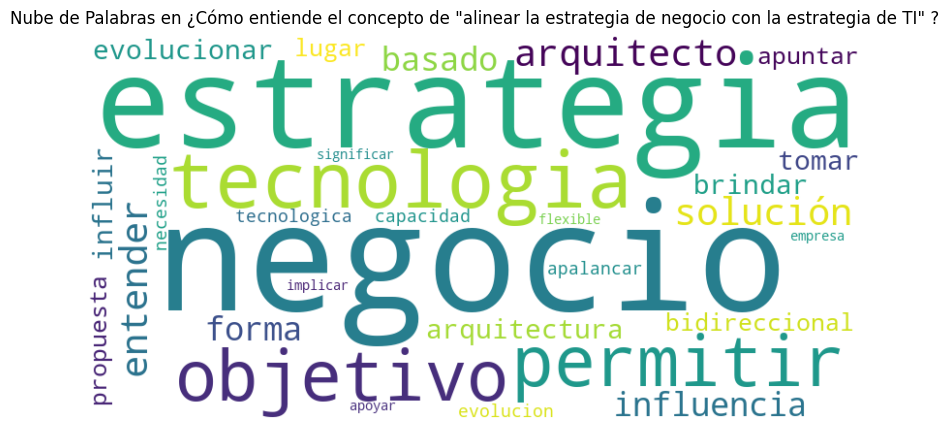 Nube de Palabras en ¿Cómo entiende el concepto de "alinear la estrategia de negocio con la estrategia de TI" ?
evolucionar
lugar
basado
arquitecto
apuntar
estrategia
significar
tecnologia
tomar
brindar
influir
necesidad
entender
tecnologica
capacidad
flexible
solución
empresa
negocio
apalancar
implicar
propuesta
forma
arquitectura
bidireccional
objetivo
permitir
apoyar
evolucion
influencia